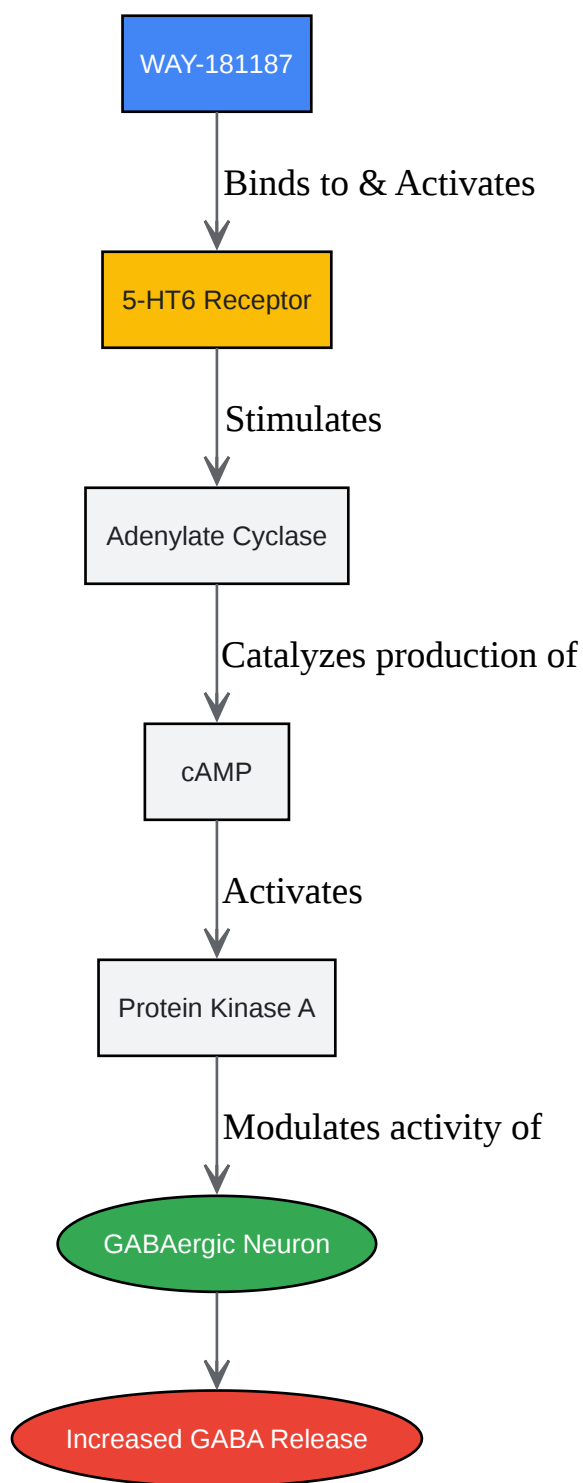 WAY-181187
Binds to & Activates
5-HT6 Receptor
Stimulates
Adenylate Cyclase
Catalyzes production of
cAMP
Activates
Protein Kinase A
Modulates activity of
GABAergic Neuron
Increased GABA Release